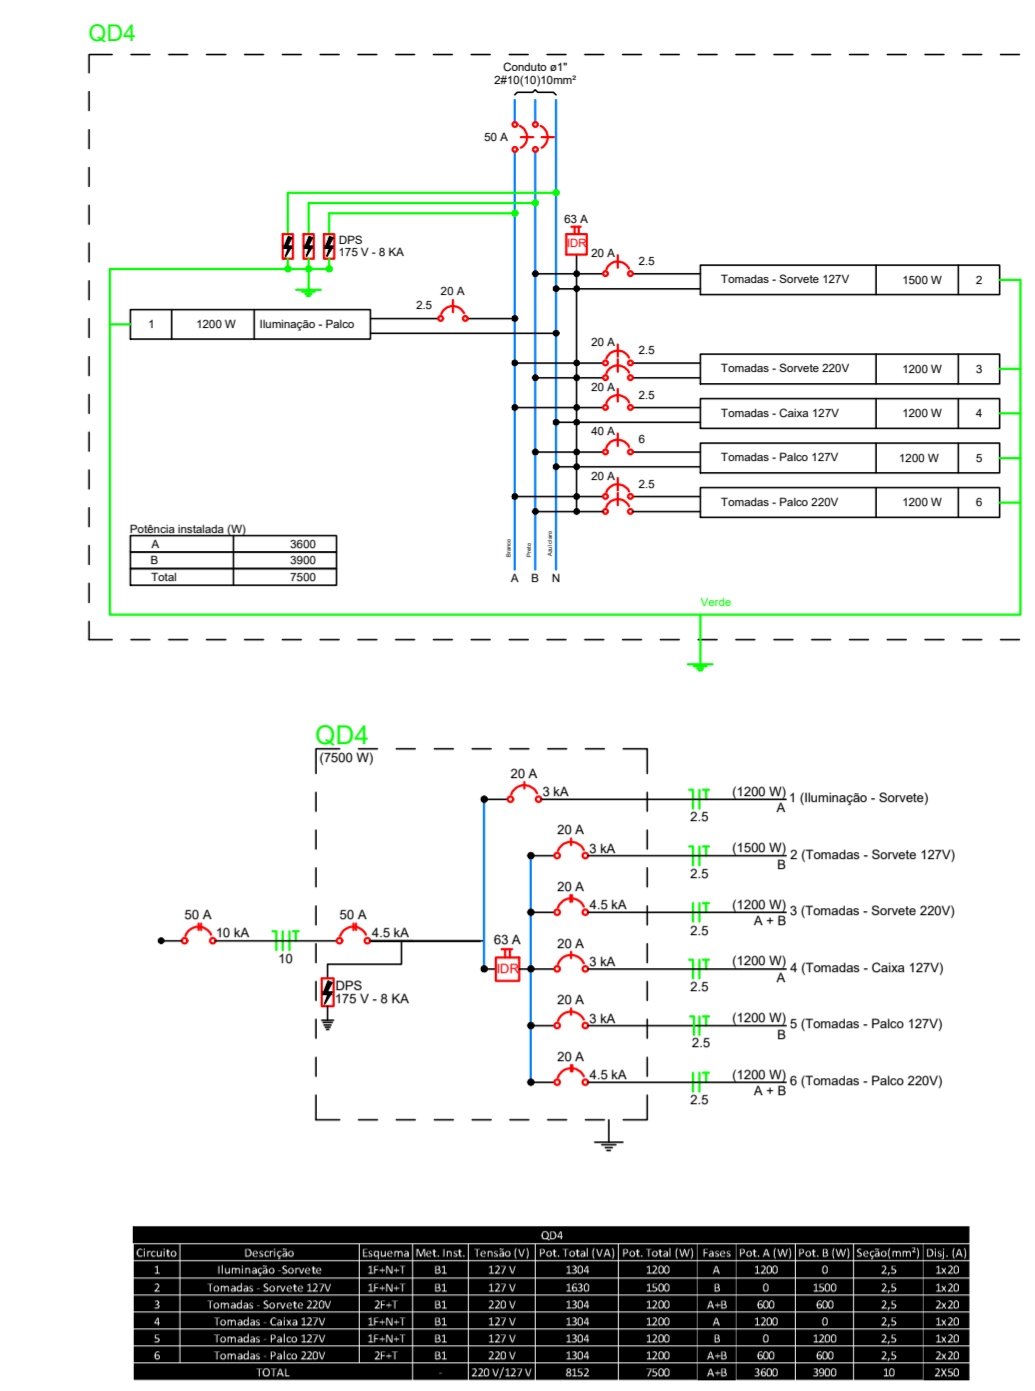 QD4
Conduto ø1"
2#10(10)10mm²
50 A
63 A
IDR
DPS
175 V - 8 KA
20 A
2.5
Tomadas - Sorvete 127V 1500 W 2
20 A
2.5
1 1200 W Iluminação - Palco
20 A
2.5
Tomadas - Sorvete 220V 1200 W 3
20 A
2.5
Tomadas - Caixa 127V 1200 W 4
40 A
6
Tomadas - Palco 127V 1200 W 5
20 A
2.5
Tomadas - Palco 220V 1200 W 6
Potência instalada (W)
A 3600
B 3900
Total 7500
Branco
Preto
A B N
Verde
QD4
(7500 W)
20 A
3 kA
(1200 W)
1 (Iluminação - Sorvete)
A
2.5
20 A
3 kA
(1500 W)
2 (Tomadas - Sorvete 127V)
B
2.5
20 A
4.5 kA
(1200 W)
3 (Tomadas - Sorvete 220V)
A + B
2.5
50 A
10 kA
10
50 A
4.5 kA
63 A
IDR
DPS
175 V - 8 KA
20 A
3 kA
(1200 W)
4 (Tomadas - Caixa 127V)
A
2.5
20 A
3 kA
(1200 W)
5 (Tomadas - Palco 127V)
B
2.5
20 A
4.5 kA
(1200 W)
6 (Tomadas - Palco 220V)
A + B
2.5
QD4
Circuito Descrição Esquema Met. Inst. Tensão (V) Pot. Total (VA) Pot. Total (W) Fases Pot. A (W) Pot. B (W) Seção(mm²) Disj. (A)
1 Iluminação -Sorvete 1F+N+T B1 127 V 1304 1200 A 1200 0 2,5 1x20
2 Tomadas - Sorvete 127V 1F+N+T B1 127 V 1630 1500 B 0 1500 2,5 1x20
3 Tomadas - Sorvete 220V 2F+T B1 220 V 1304 1200 A+B 600 600 2,5 2x20
4 Tomadas - Caixa 127V 1F+N+T B1 127 V 1304 1200 A 1200 0 2,5 1x20
5 Tomadas - Palco 127V 1F+N+T B1 127 V 1304 1200 B 0 1200 2,5 1x20
6 Tomadas - Palco 220V 2F+T B1 220 V 1304 1200 A+B 600 600 2,5 2x20
TOTAL - 220 V/127 V 8152 7500 A+B 3600 3900 10 2X50